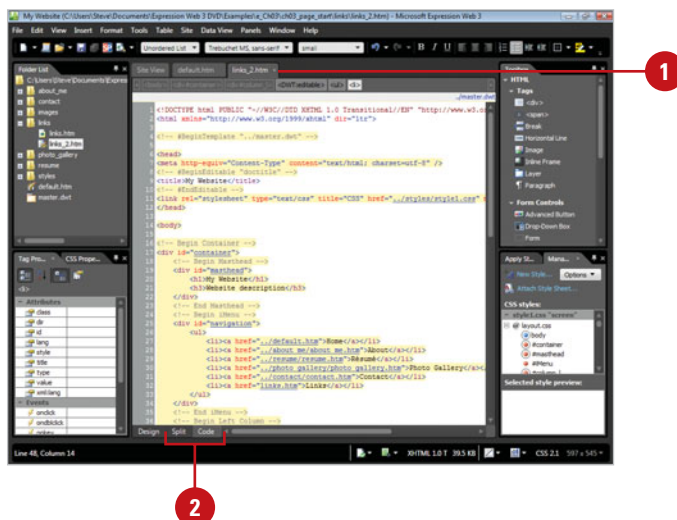 My Website (C:\Users\Steve\Documents\Expression Web 3 DVD\Examples\e_Ch03\ch03_page_start\links\links_2.htm) - Microsoft Expression Web 3
File Edit View Insert Format Tools Table Site Data View Panels Window Help
Unordered List Trebuchet MS, sans-serif small
B I U
Folder List
C:\Users\Steve\Documents\Expres
about_me
contact
images
links
links.htm
links_2.htm
photo_gallery
resume
styles
default.htm
master.dwt
Site View default.htm links_2.htm
<body> <DWT:editable> <ul> <li>
../master.dwt
<!DOCTYPE html PUBLIC "-//W3C//DTD XHTML 1.0 Transitional//EN" "http://www.w3.o
<html xmlns="http://www.w3.org/1999/xhtml" dir="ltr">
<!-- #BeginTemplate "../master.dwt" -->
<head>
<meta http-equiv="Content-Type" content="text/html; charset=utf-8" />
<!-- #BeginEditable "doctitle" -->
<title>My Website</title>
<!-- #EndEditable -->
<link rel="stylesheet" type="text/css" title="CSS" href="../styles/style1.css"
</head>
<body>
<!-- Begin Container -->
<div id="container">
<!-- Begin Masthead -->
<div id="masthead">
<h1>My Website</h1>
<h3>Website description</h3>
</div>
<!-- End Masthead -->
<!-- Begin iMenu -->
<div id="navigation">
<ul>
<li><a href="../default.htm">Home</a></li>
<li><a href="../about_me/about_me.htm">About</a></li>
<li><a href="../resume/resume.htm">Résumé</a></li>
<li><a href="../photo_gallery/photo_gallery.htm">Photo Gallery</a></
<li><a href="../contact/contact.htm">Contact</a></li>
<li><a href="links.htm">Links</a></li>
</ul>
</div>
<!-- End iMenu -->
<!-- Begin Left Column -->
Design Split Code
HTML
Tags
<div>
<span>
Break
Horizontal Line
Image
Inline Frame
Layer
Paragraph
Form Controls
Advanced Button
Drop-Down Box
Form
Tag Pro... CSS Prope...
<li>
Attributes
class
dir
id
lang
style
title
type
value
xml:lang
Events
onclick
ondblclick
Apply St... Mana...
New Style... Options
Attach Style Sheet...
CSS styles:
style1.css "screen"
@ layout.css
body
#container
#masthead
#iMenu
Selected style preview:
Line 48, Column 14
XHTML 1.0 T 39.5 KB CSS 2.1 597 x 545
1
2